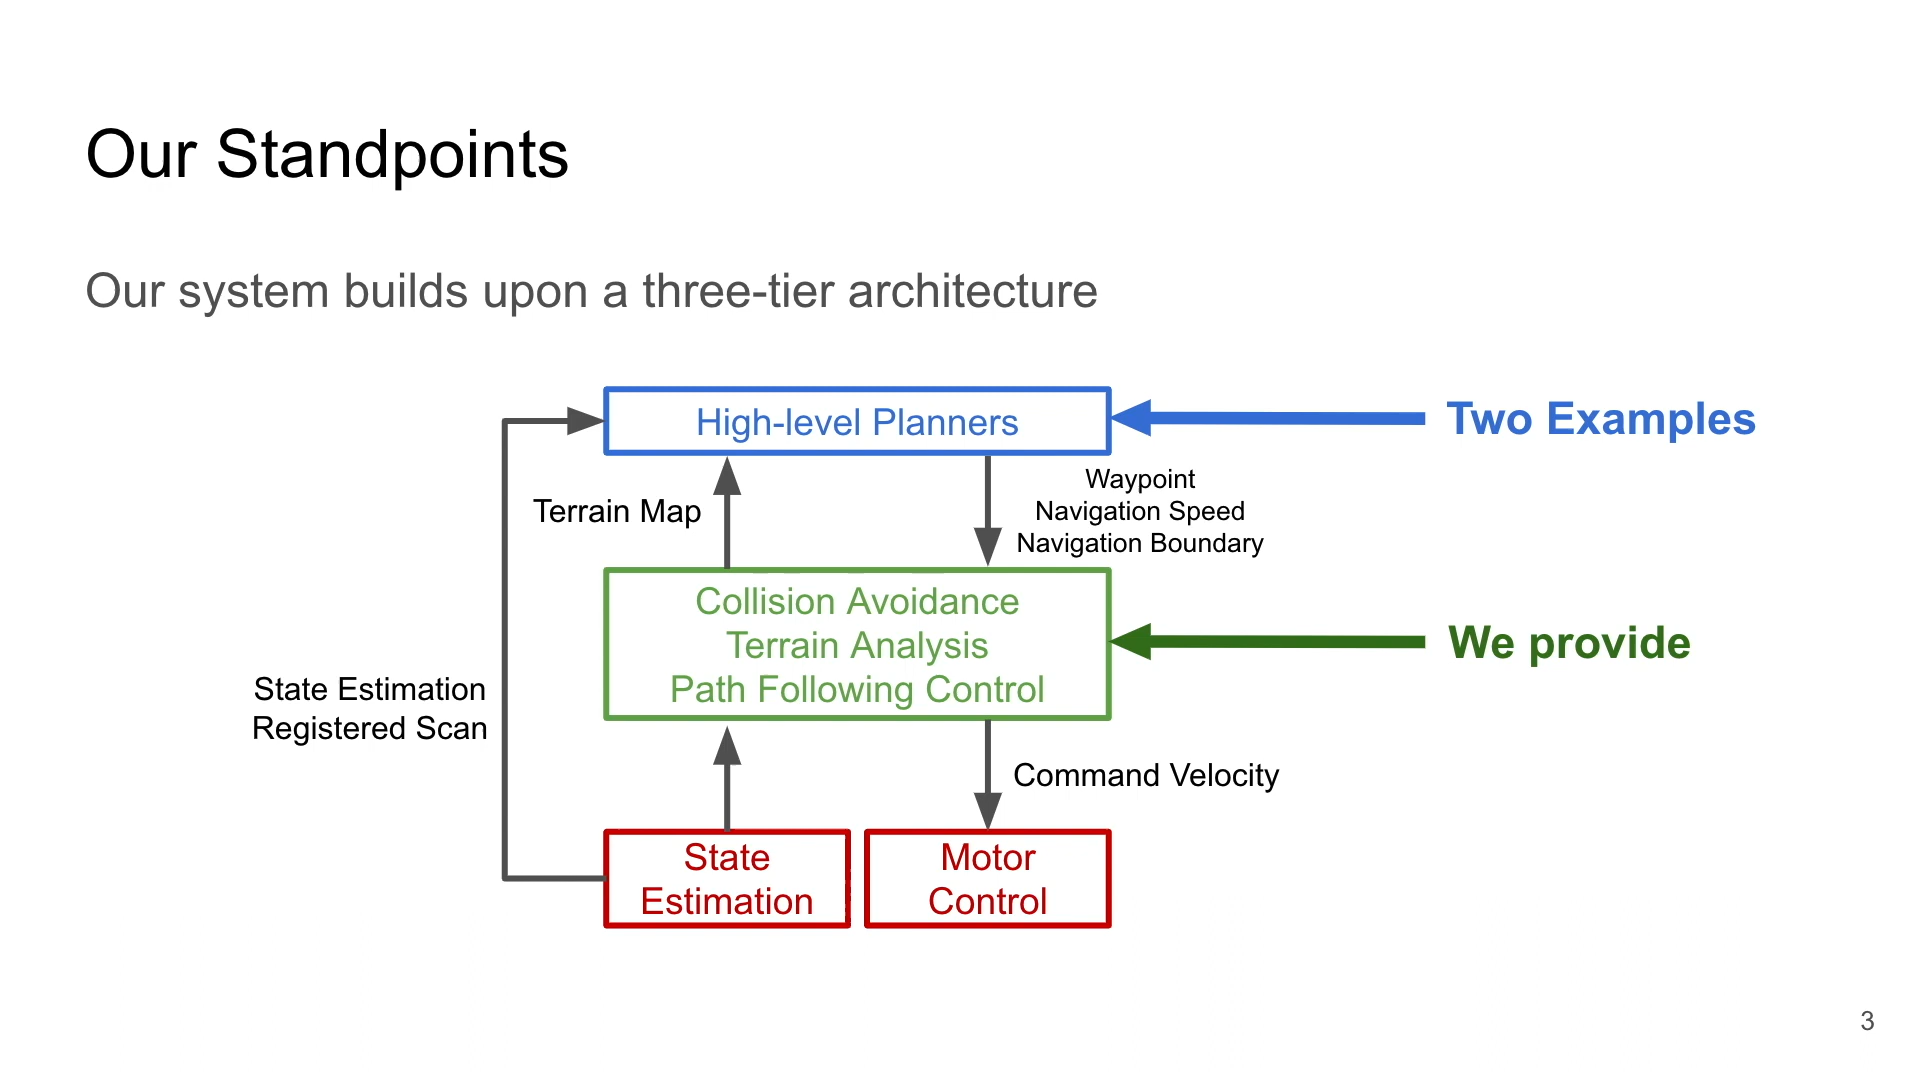 Our Standpoints
Our system builds upon a three-tier architecture
High-level Planners
Two Examples
Terrain Map
Waypoint
Navigation Speed
Navigation Boundary
Collision Avoidance
Terrain Analysis
Path Following Control
We provide
State Estimation
Registered Scan
Command Velocity
State
Estimation
Motor
Control
3